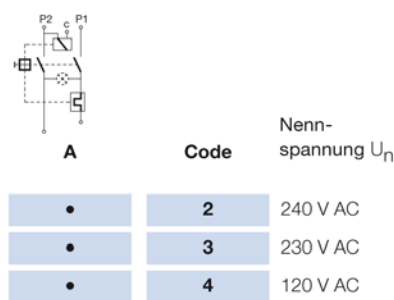 P2 P1
c
Nenn-
A Code spannung Un
• 2 240 V AC
• 3 230 V AC
• 4 120 V AC